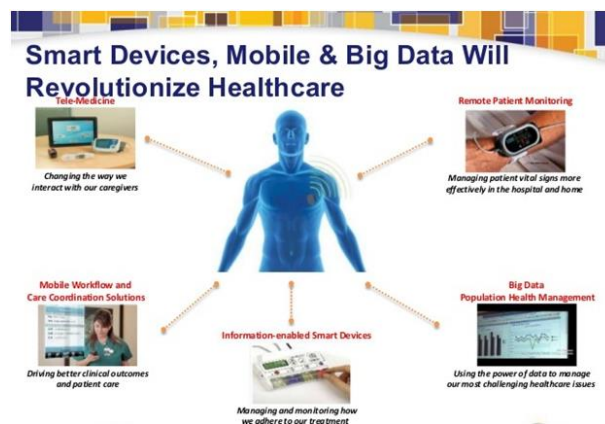 Smart Devices, Mobile & Big Data Will
Revolutionize Healthcare
Tele-Medicine
Changing the way we
interact with our caregivers
Remote Patient Monitoring
Managing patient vital signs more
effectively in the hospital and home
Mobile Workflow and
Care Coordination Solutions
Driving better clinical outcomes
and patient care
Information-enabled Smart Devices
Managing and monitoring how
we adhere to our treatment
Big Data
Population Health Management
Using the power of data to manage
our most challenging healthcare issues